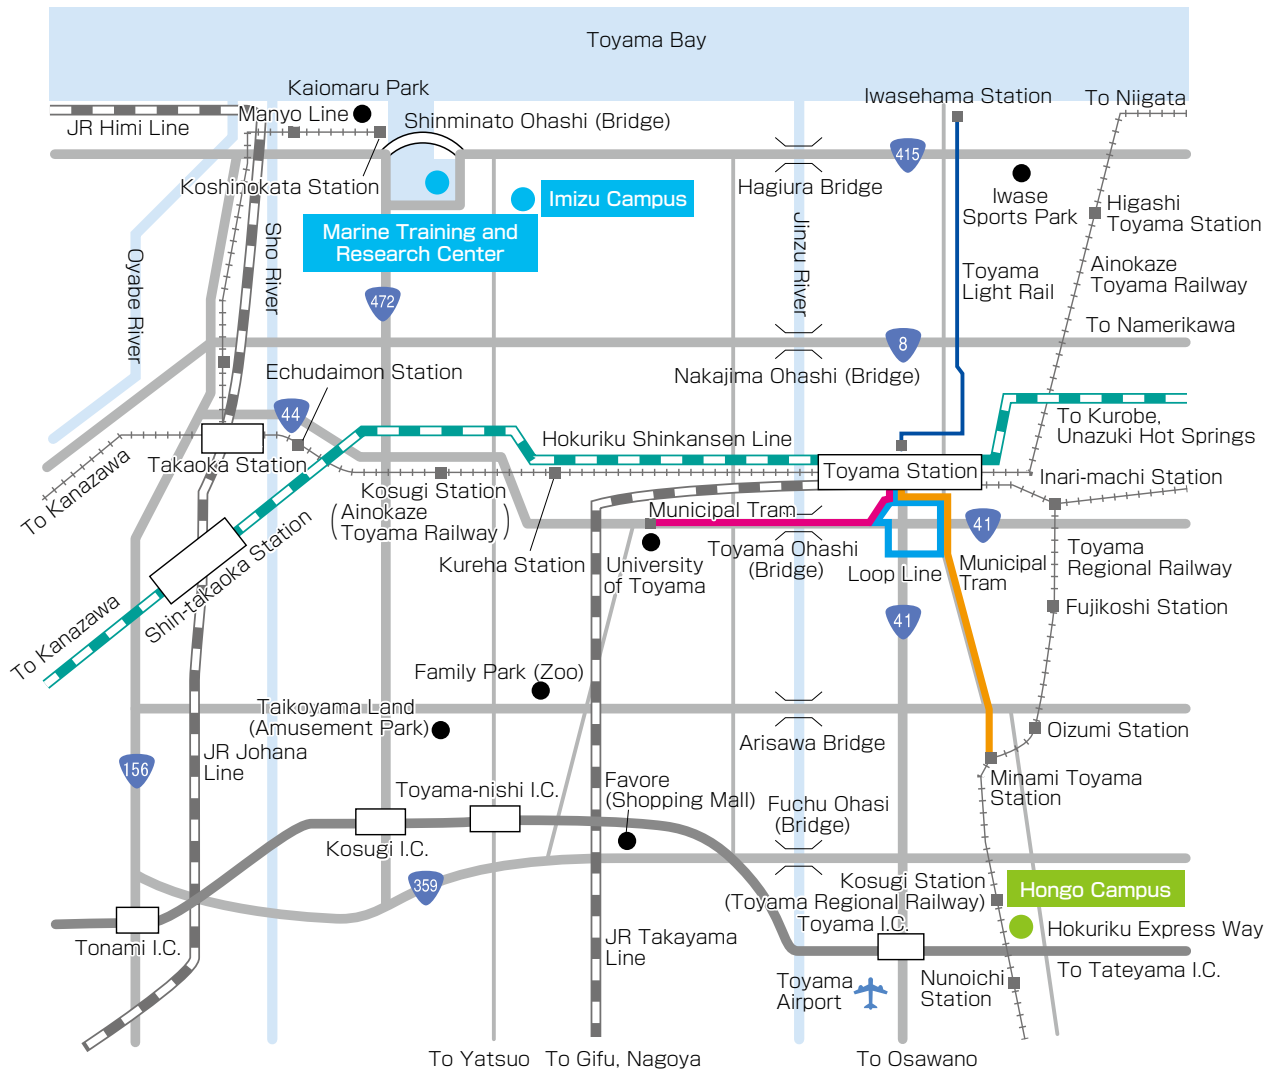 Toyama Bay
Kaiomaru Park
Manyo Line
JR Himi Line
Shinminato Ohashi (Bridge)
Iwasehama Station
To Niigata
415
Koshinokata Station
Imizu Campus
Hagiura Bridge
Iwase
Sports Park
Higashi
Toyama Station
Marine Training and
Research Center
Sho River
Oyabe River
Jinzu River
Toyama
Light Rail
Ainokaze
Toyama Railway
472
8
To Namerikawa
Echudaimon Station
Nakajima Ohashi (Bridge)
44
Hokuriku Shinkansen Line
To Kurobe,
Unazuki Hot Springs
Takaoka Station
To Kanazawa
Toyama Station
Inari-machi Station
Kosugi Station
(Ainokaze
Toyama Railway)
Municipal Tram
41
Shin-takaoka Station
Kureha Station
University
of Toyama
Toyama Ohashi
(Bridge)
Loop Line
Municipal
Tram
Toyama
Regional Railway
To Kanazawa
41
Fujikoshi Station
Family Park (Zoo)
Taikoyama Land
(Amusement Park)
Arisawa Bridge
Oizumi Station
156
JR Johana
Line
Toyama-nishi I.C.
Favore
(Shopping Mall)
Fuchu Ohasi
(Bridge)
Minami Toyama
Station
Kosugi I.C.
359
Kosugi Station
(Toyama Regional Railway)
Hongo Campus
Toyama I.C.
Hokuriku Express Way
Tonami I.C.
JR Takayama
Line
To Tateyama I.C.
Toyama
Airport
Nunoichi
Station
To Yatsuo
To Gifu, Nagoya
To Osawano